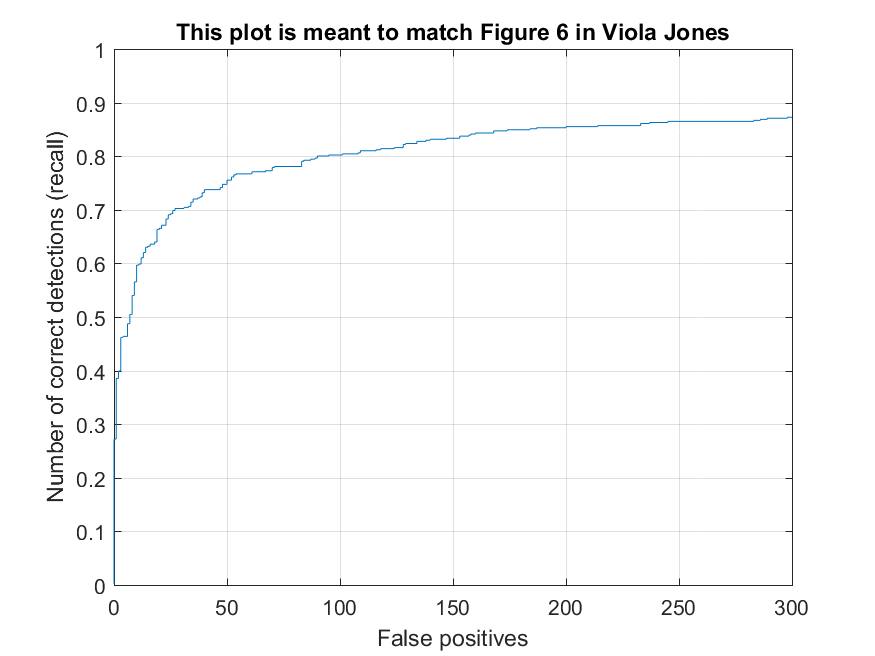 This plot is meant to match Figure 6 in Viola Jones
1
0.9
0.8
0.7
0.6
0.5
0.4
0.3
0.2
0.1
0
Number of correct detections (recall)
0 50 100 150 200 250 300
False positives